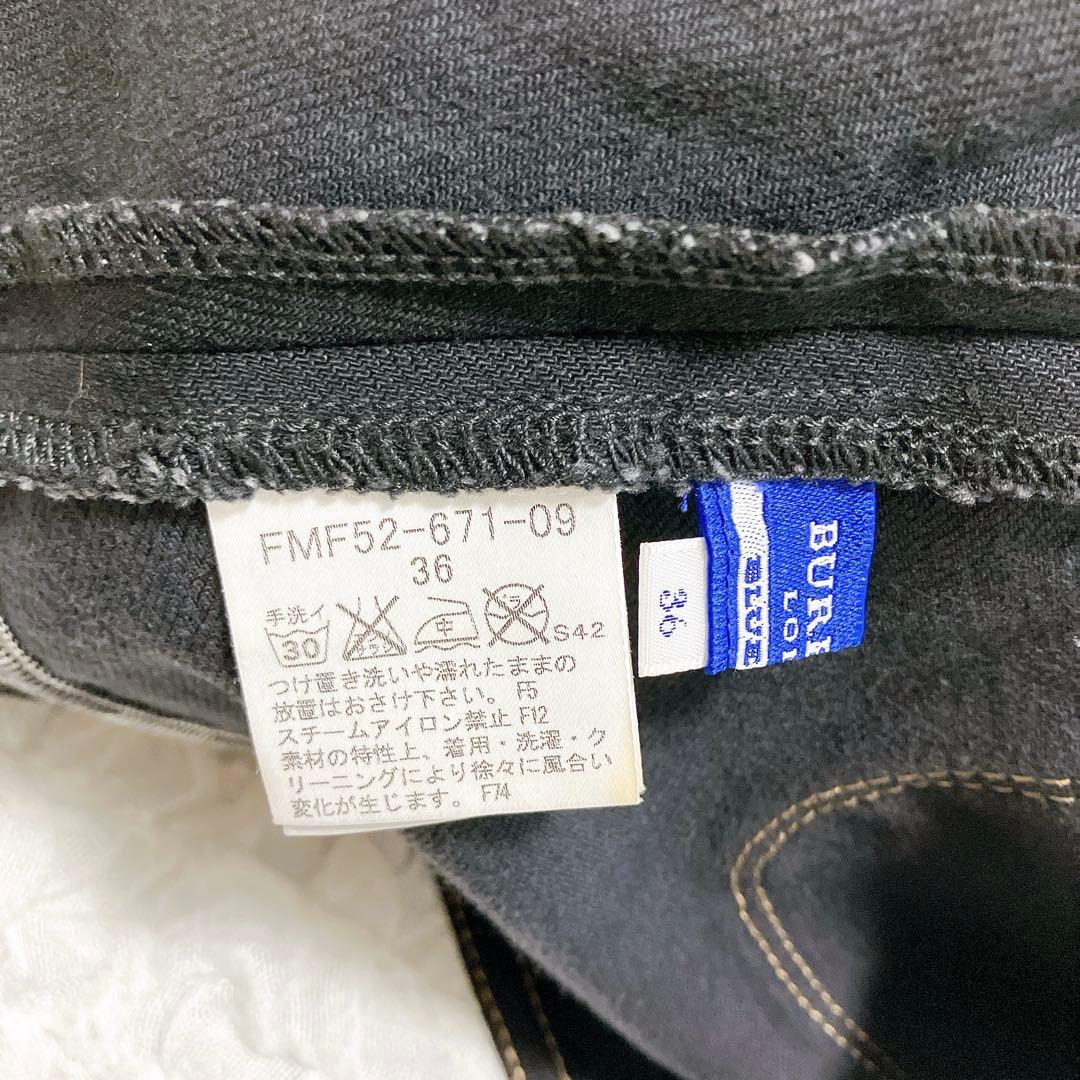 FMF52-671-09
36
手洗イ
30 中 ドライ S42
つけ置き洗いや濡れたままの
放置はおさけ下さい。 F5
スチームアイロン禁止 F12
素材の特性上、着用・洗濯・ク
リーニングにより徐々に風合い
変化が生じます。 F74
36
BUR
LO
BLUE